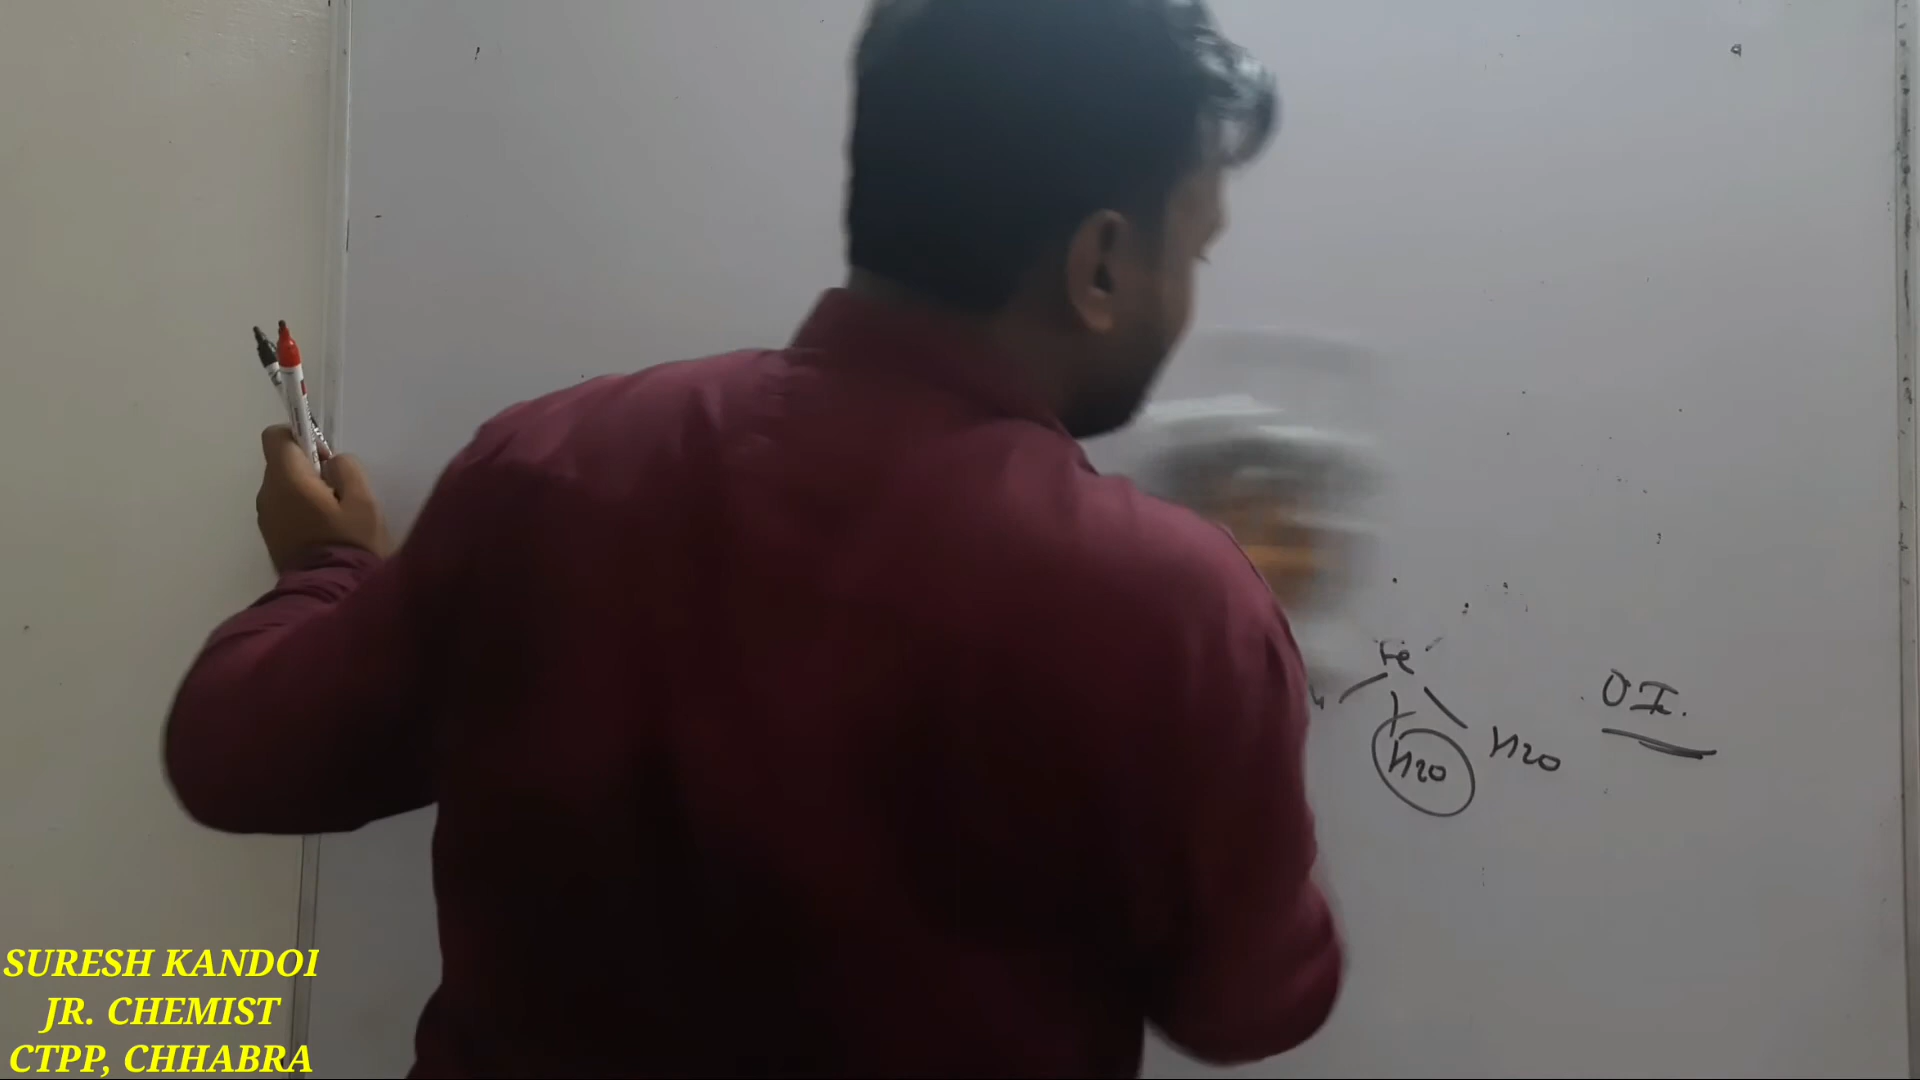 Fe
H2O
H2O
O.I.
SURESH KANDOI
JR. CHEMIST
CTPP, CHHABRA